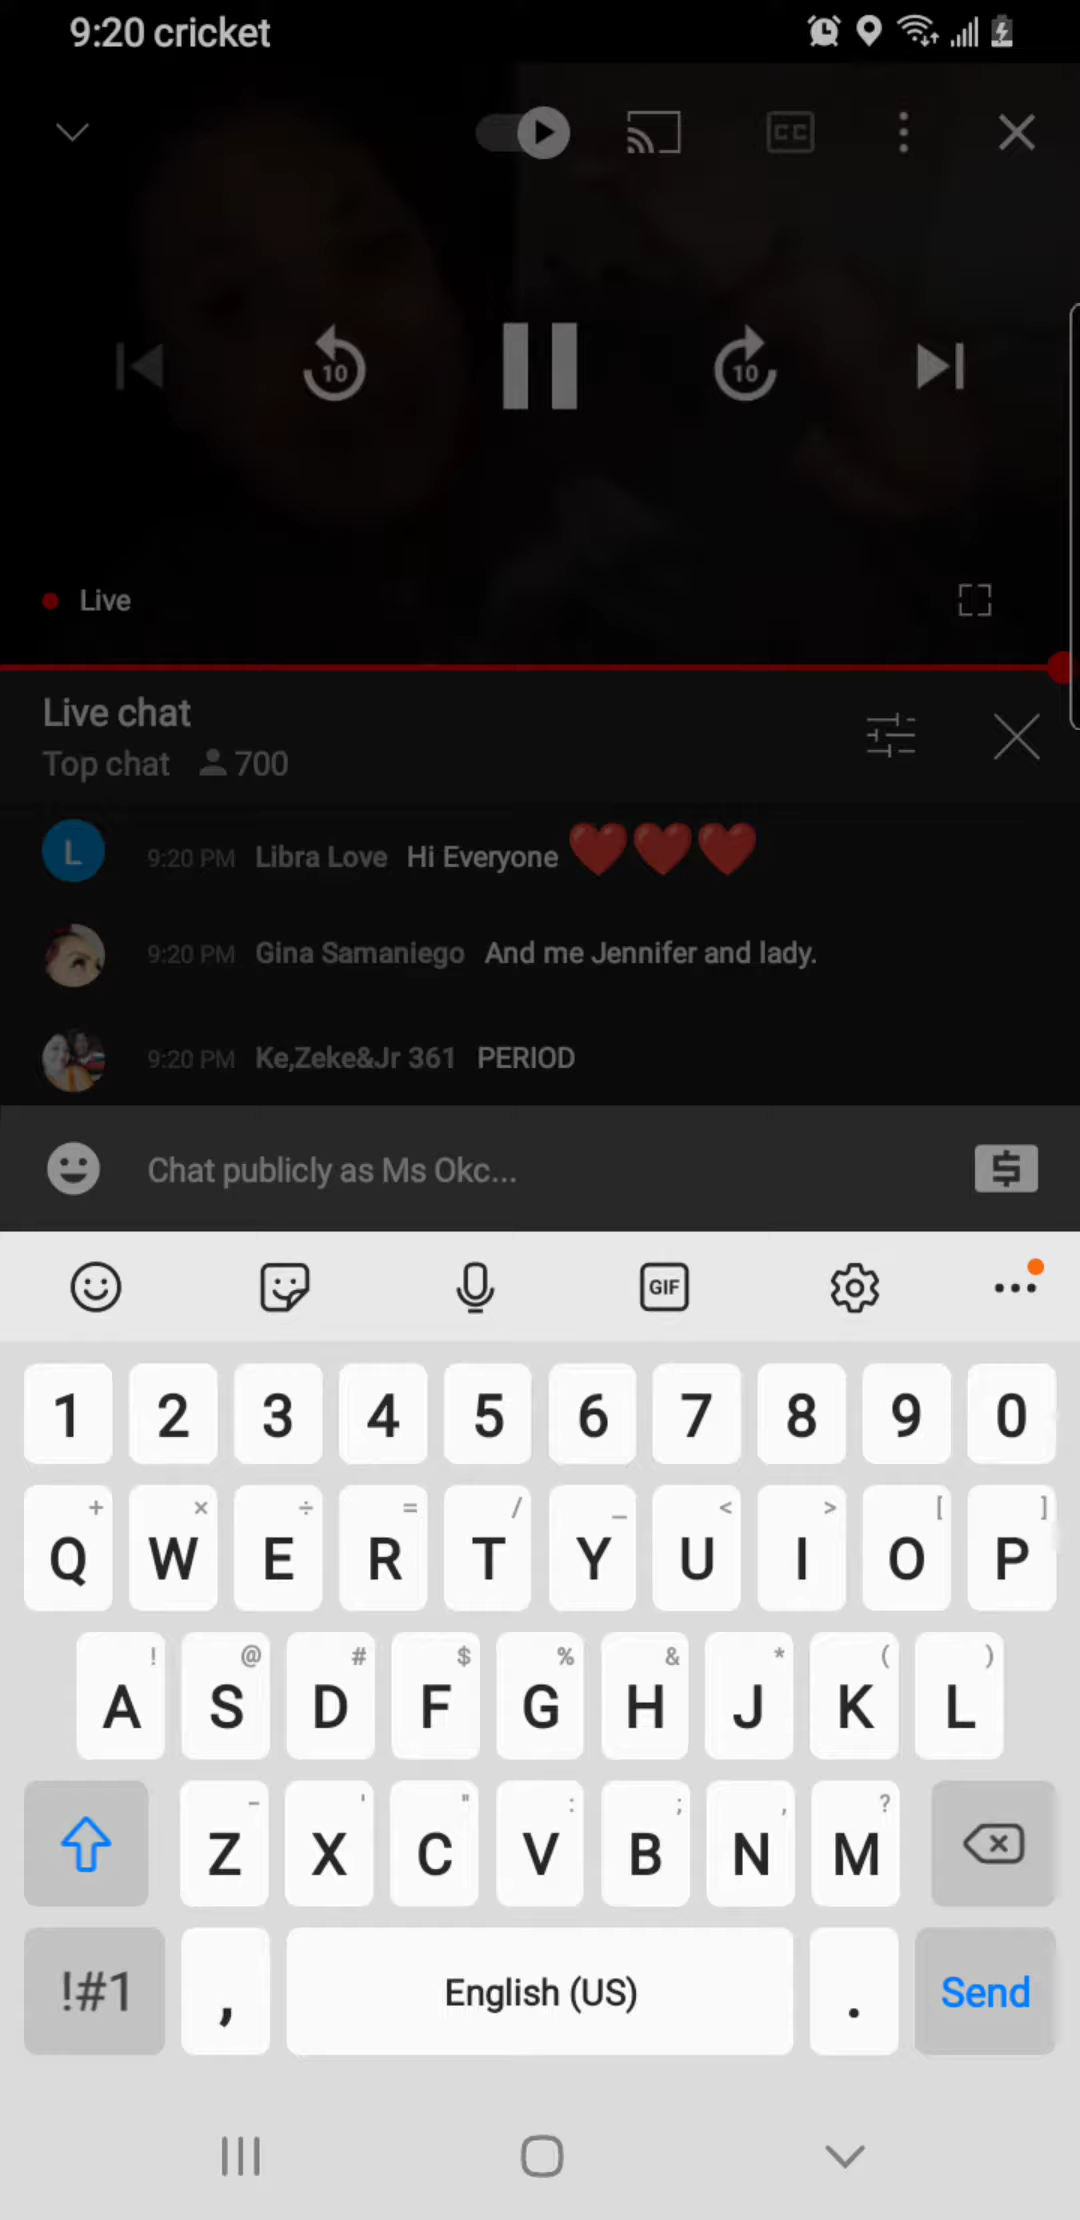 9:20 cricket
CC
10 10
Live
Live chat
Top chat 700
L 9:20 PM Libra Love Hi Everyone ❤️❤️❤️
9:20 PM Gina Samaniego And me Jennifer and lady.
9:20 PM Ke,Zeke&Jr 361 PERIOD
Chat publicly as Ms Okc... $
GIF
1 2 3 4 5 6 7 8 9 0
+ × ÷ = / _ < > [ ]
Q W E R T Y U I O P
! @ # $ % & * ( )
A S D F G H J K L
- ' " : ; , ?
Z X C V B N M
!#1 , English (US) . Send